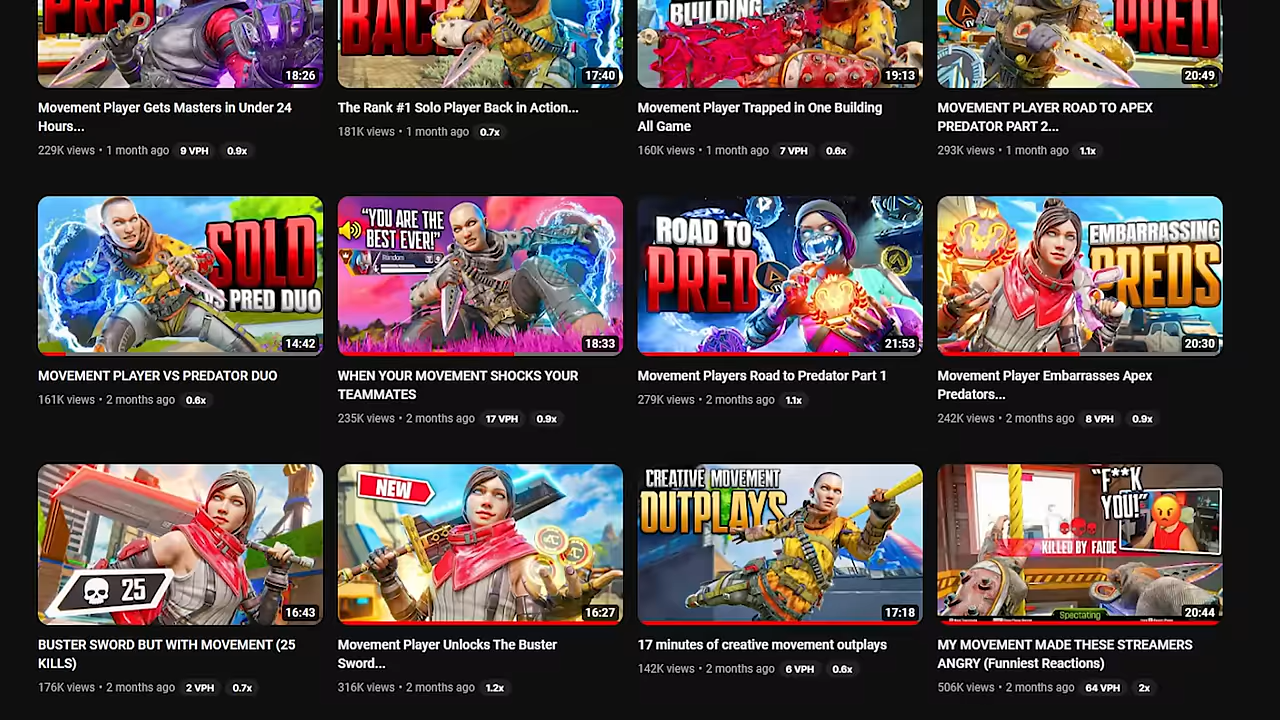 PRED
18:26
BACK
17:40
BUILDING
19:13
IV
PRED
20:49
Movement Player Gets Masters in Under 24
Hours...
229K views • 1 month ago 9 VPH 0.9x
The Rank #1 Solo Player Back in Action...
181K views • 1 month ago 0.7x
Movement Player Trapped in One Building
All Game
160K views • 1 month ago 7 VPH 0.6x
MOVEMENT PLAYER ROAD TO APEX
PREDATOR PART 2...
293K views • 1 month ago 1.1x
SOLO
VS PRED DUO
14:42
"YOU ARE THE
BEST EVER!"
Random
18:33
ROAD TO
PRED
21:53
EMBARRASSING
PREDS
20:30
MOVEMENT PLAYER VS PREDATOR DUO
161K views • 2 months ago 0.6x
WHEN YOUR MOVEMENT SHOCKS YOUR
TEAMMATES
235K views • 2 months ago 17 VPH 0.9x
Movement Players Road to Predator Part 1
279K views • 2 months ago 1.1x
Movement Player Embarrasses Apex
Predators...
242K views • 2 months ago 8 VPH 0.9x
25
16:43
NEW
16:27
CREATIVE MOVEMENT
OUTPLAYS
17:18
"F**K
YOU!"
KILLED BY FAIDE
Spectating
20:44
BUSTER SWORD BUT WITH MOVEMENT (25
KILLS)
176K views • 2 months ago 2 VPH 0.7x
Movement Player Unlocks The Buster
Sword...
316K views • 2 months ago 1.2x
17 minutes of creative movement outplays
142K views • 2 months ago 6 VPH 0.6x
MY MOVEMENT MADE THESE STREAMERS
ANGRY (Funniest Reactions)
506K views • 2 months ago 64 VPH 2x